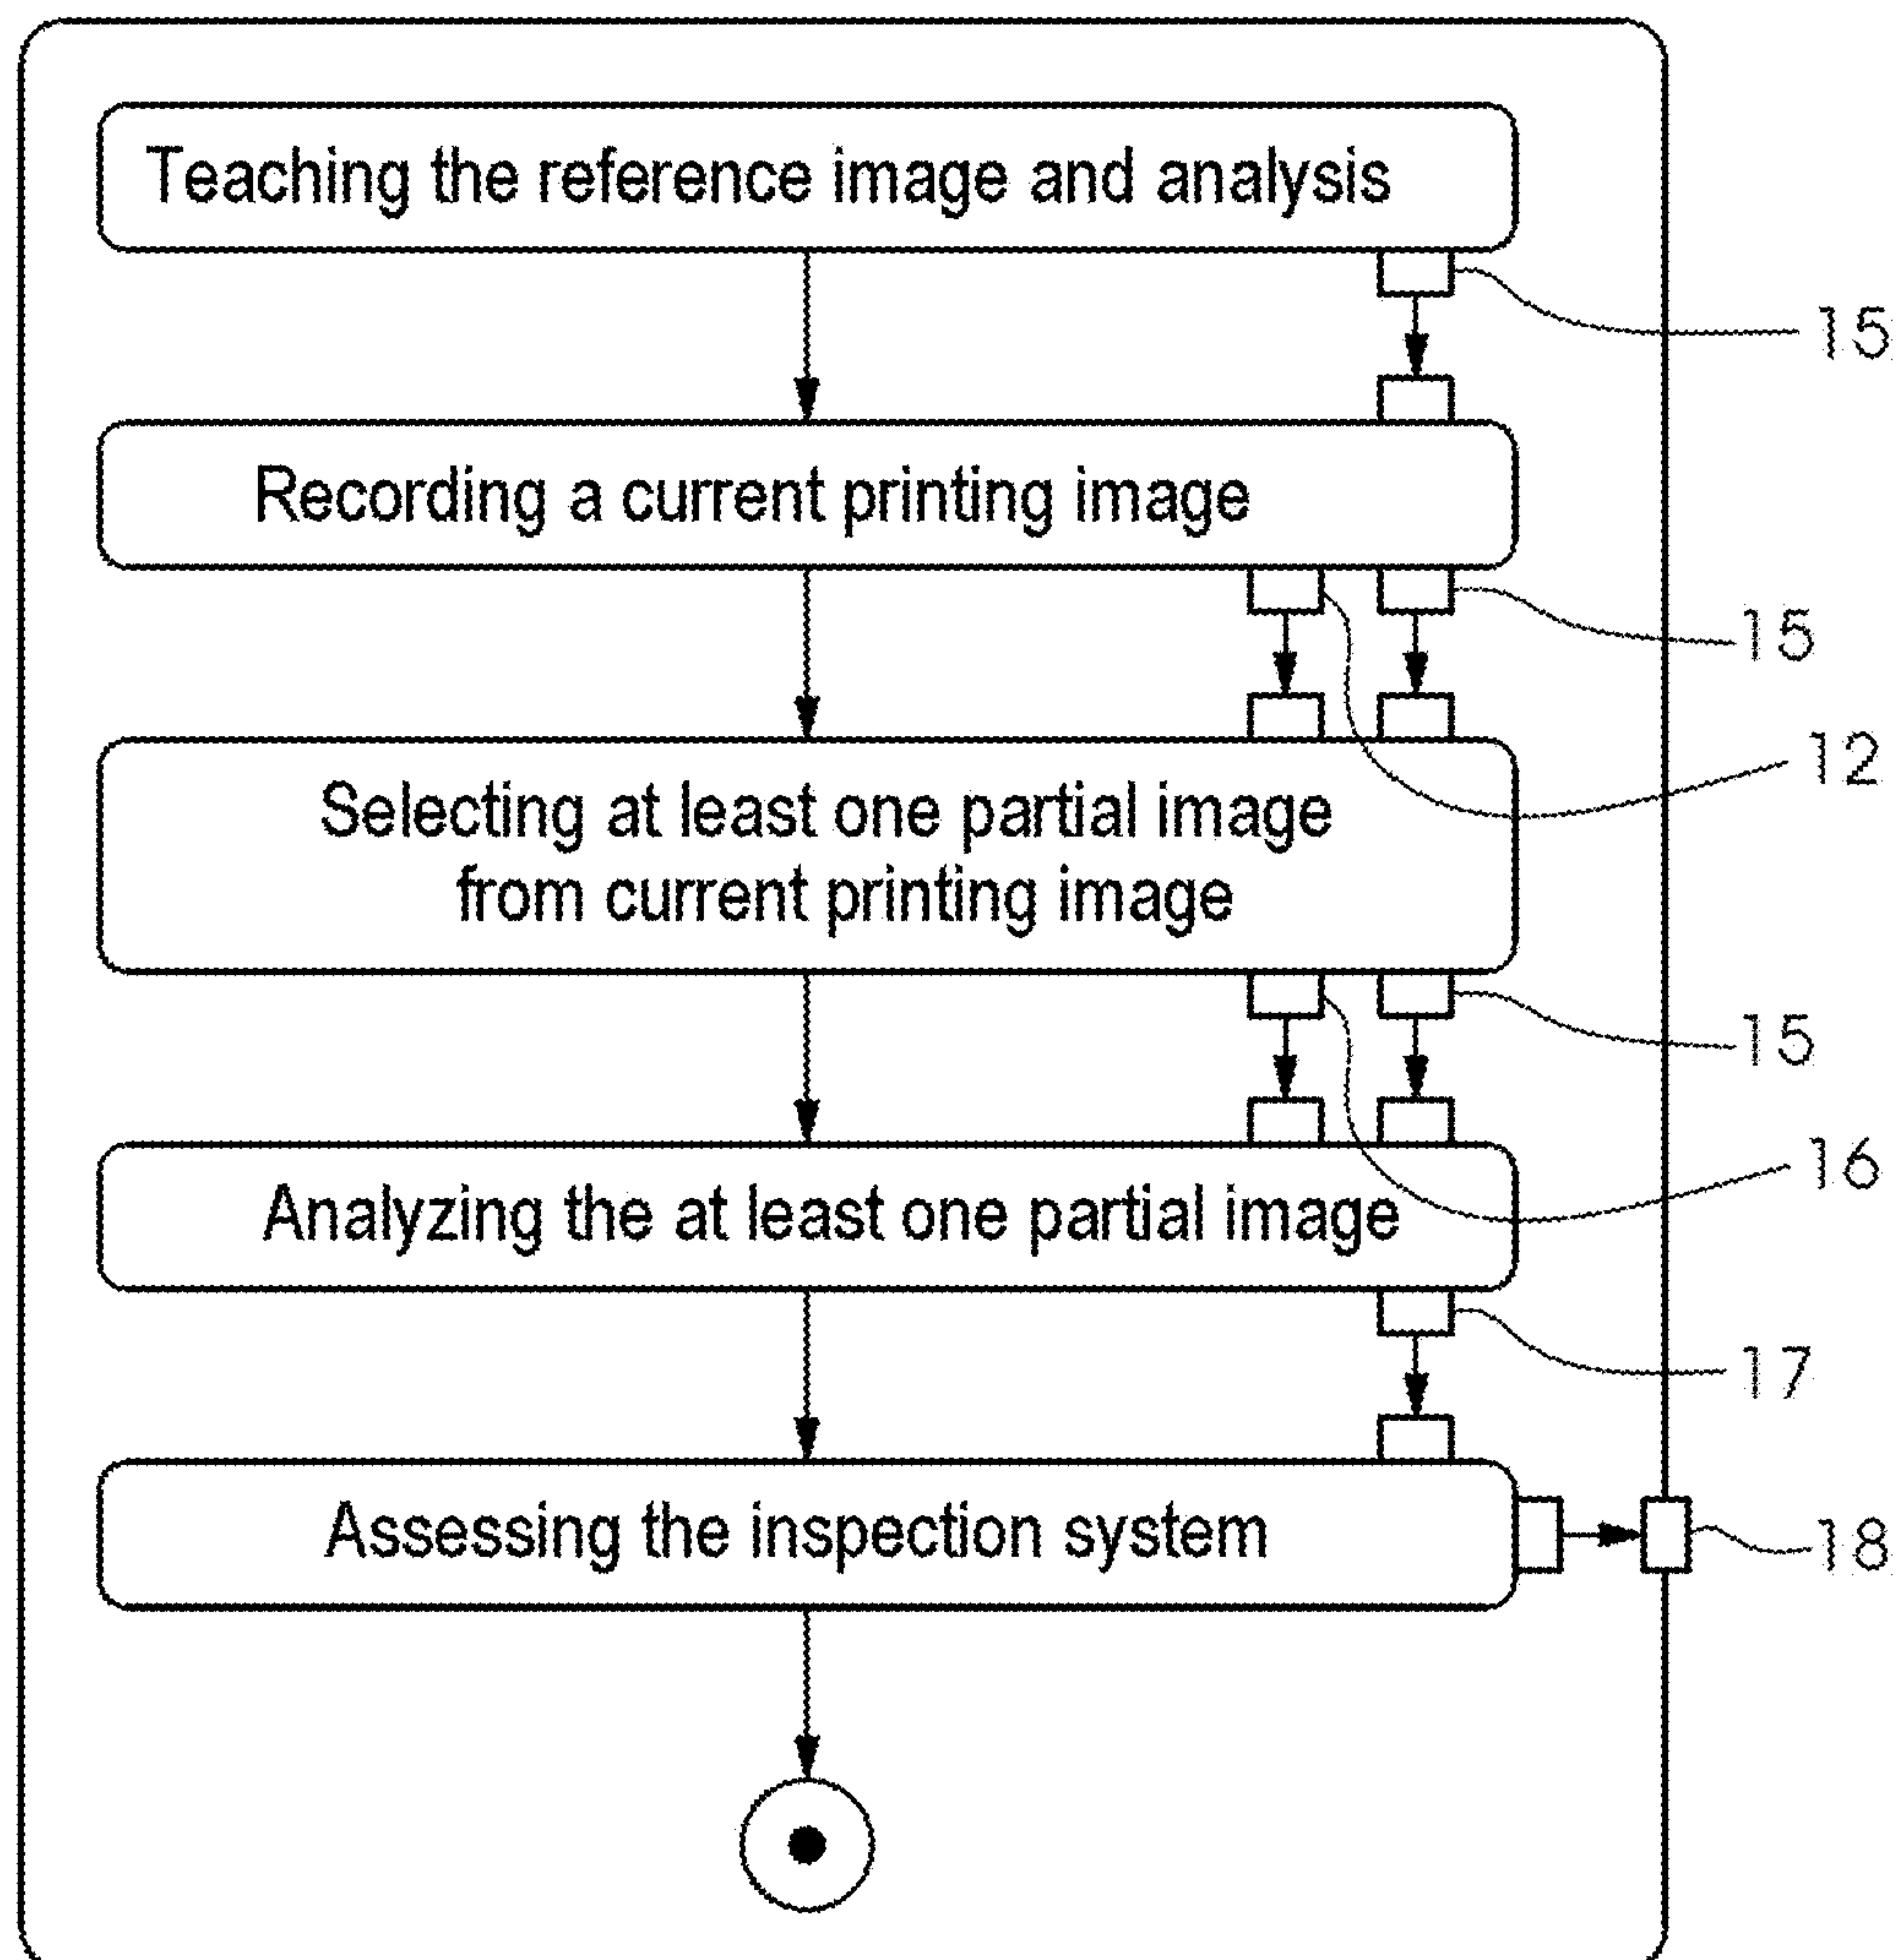 Teaching the reference image and analysis
15
Recording a current printing image
15
12
Selecting at least one partial image
from current printing image
15
16
Analyzing the at least one partial image
17
Assessing the inspection system
18